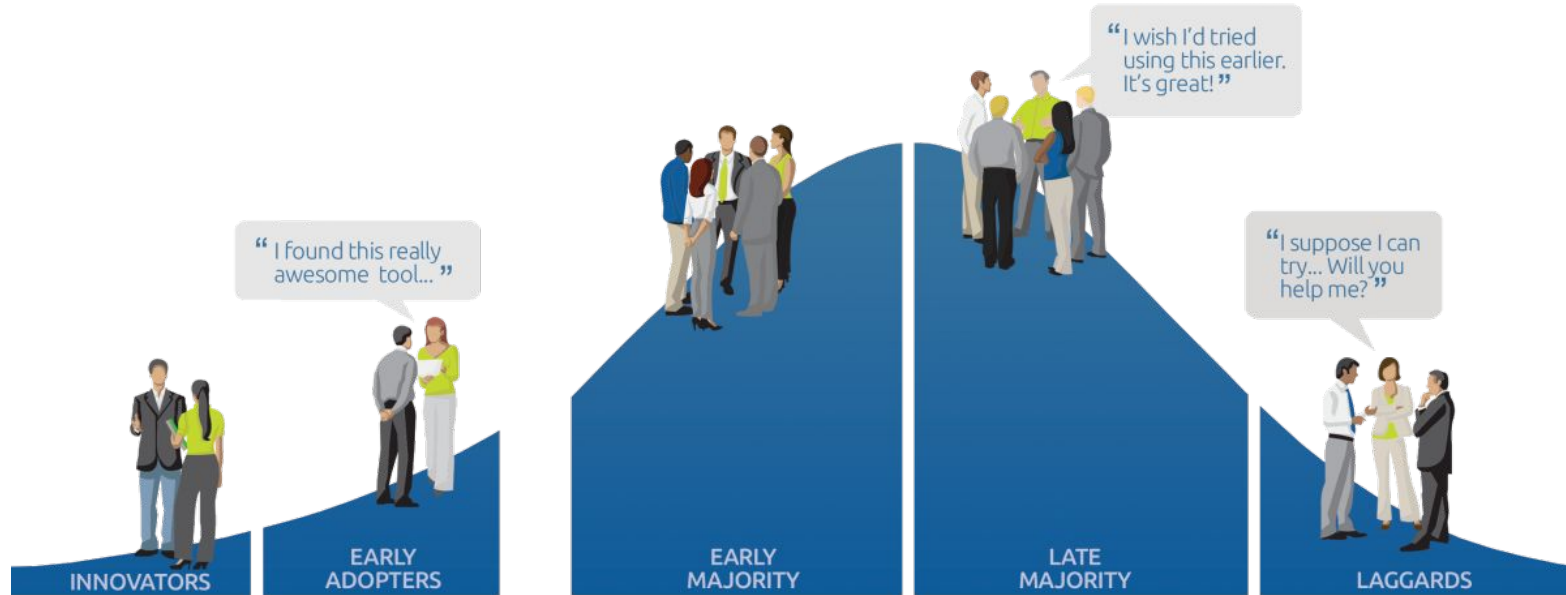 “I found this really
awesome  tool...”
“I wish I’d tried
using this earlier.
It’s great!”
“I suppose I can
try... Will you
help me?”
INNOVATORS
EARLY
ADOPTERS
EARLY
MAJORITY
LATE
MAJORITY
LAGGARDS